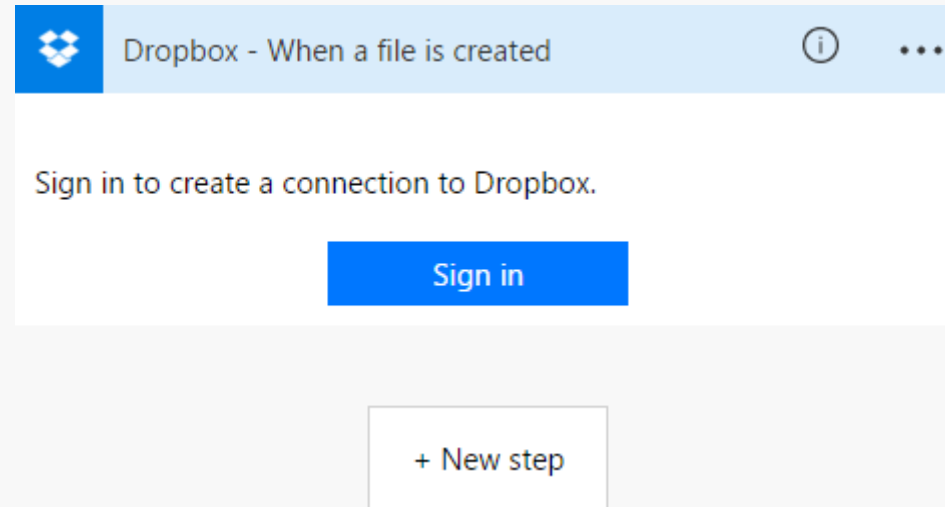 Dropbox - When a file is created
Sign in to create a connection to Dropbox.
Sign in
+ New step